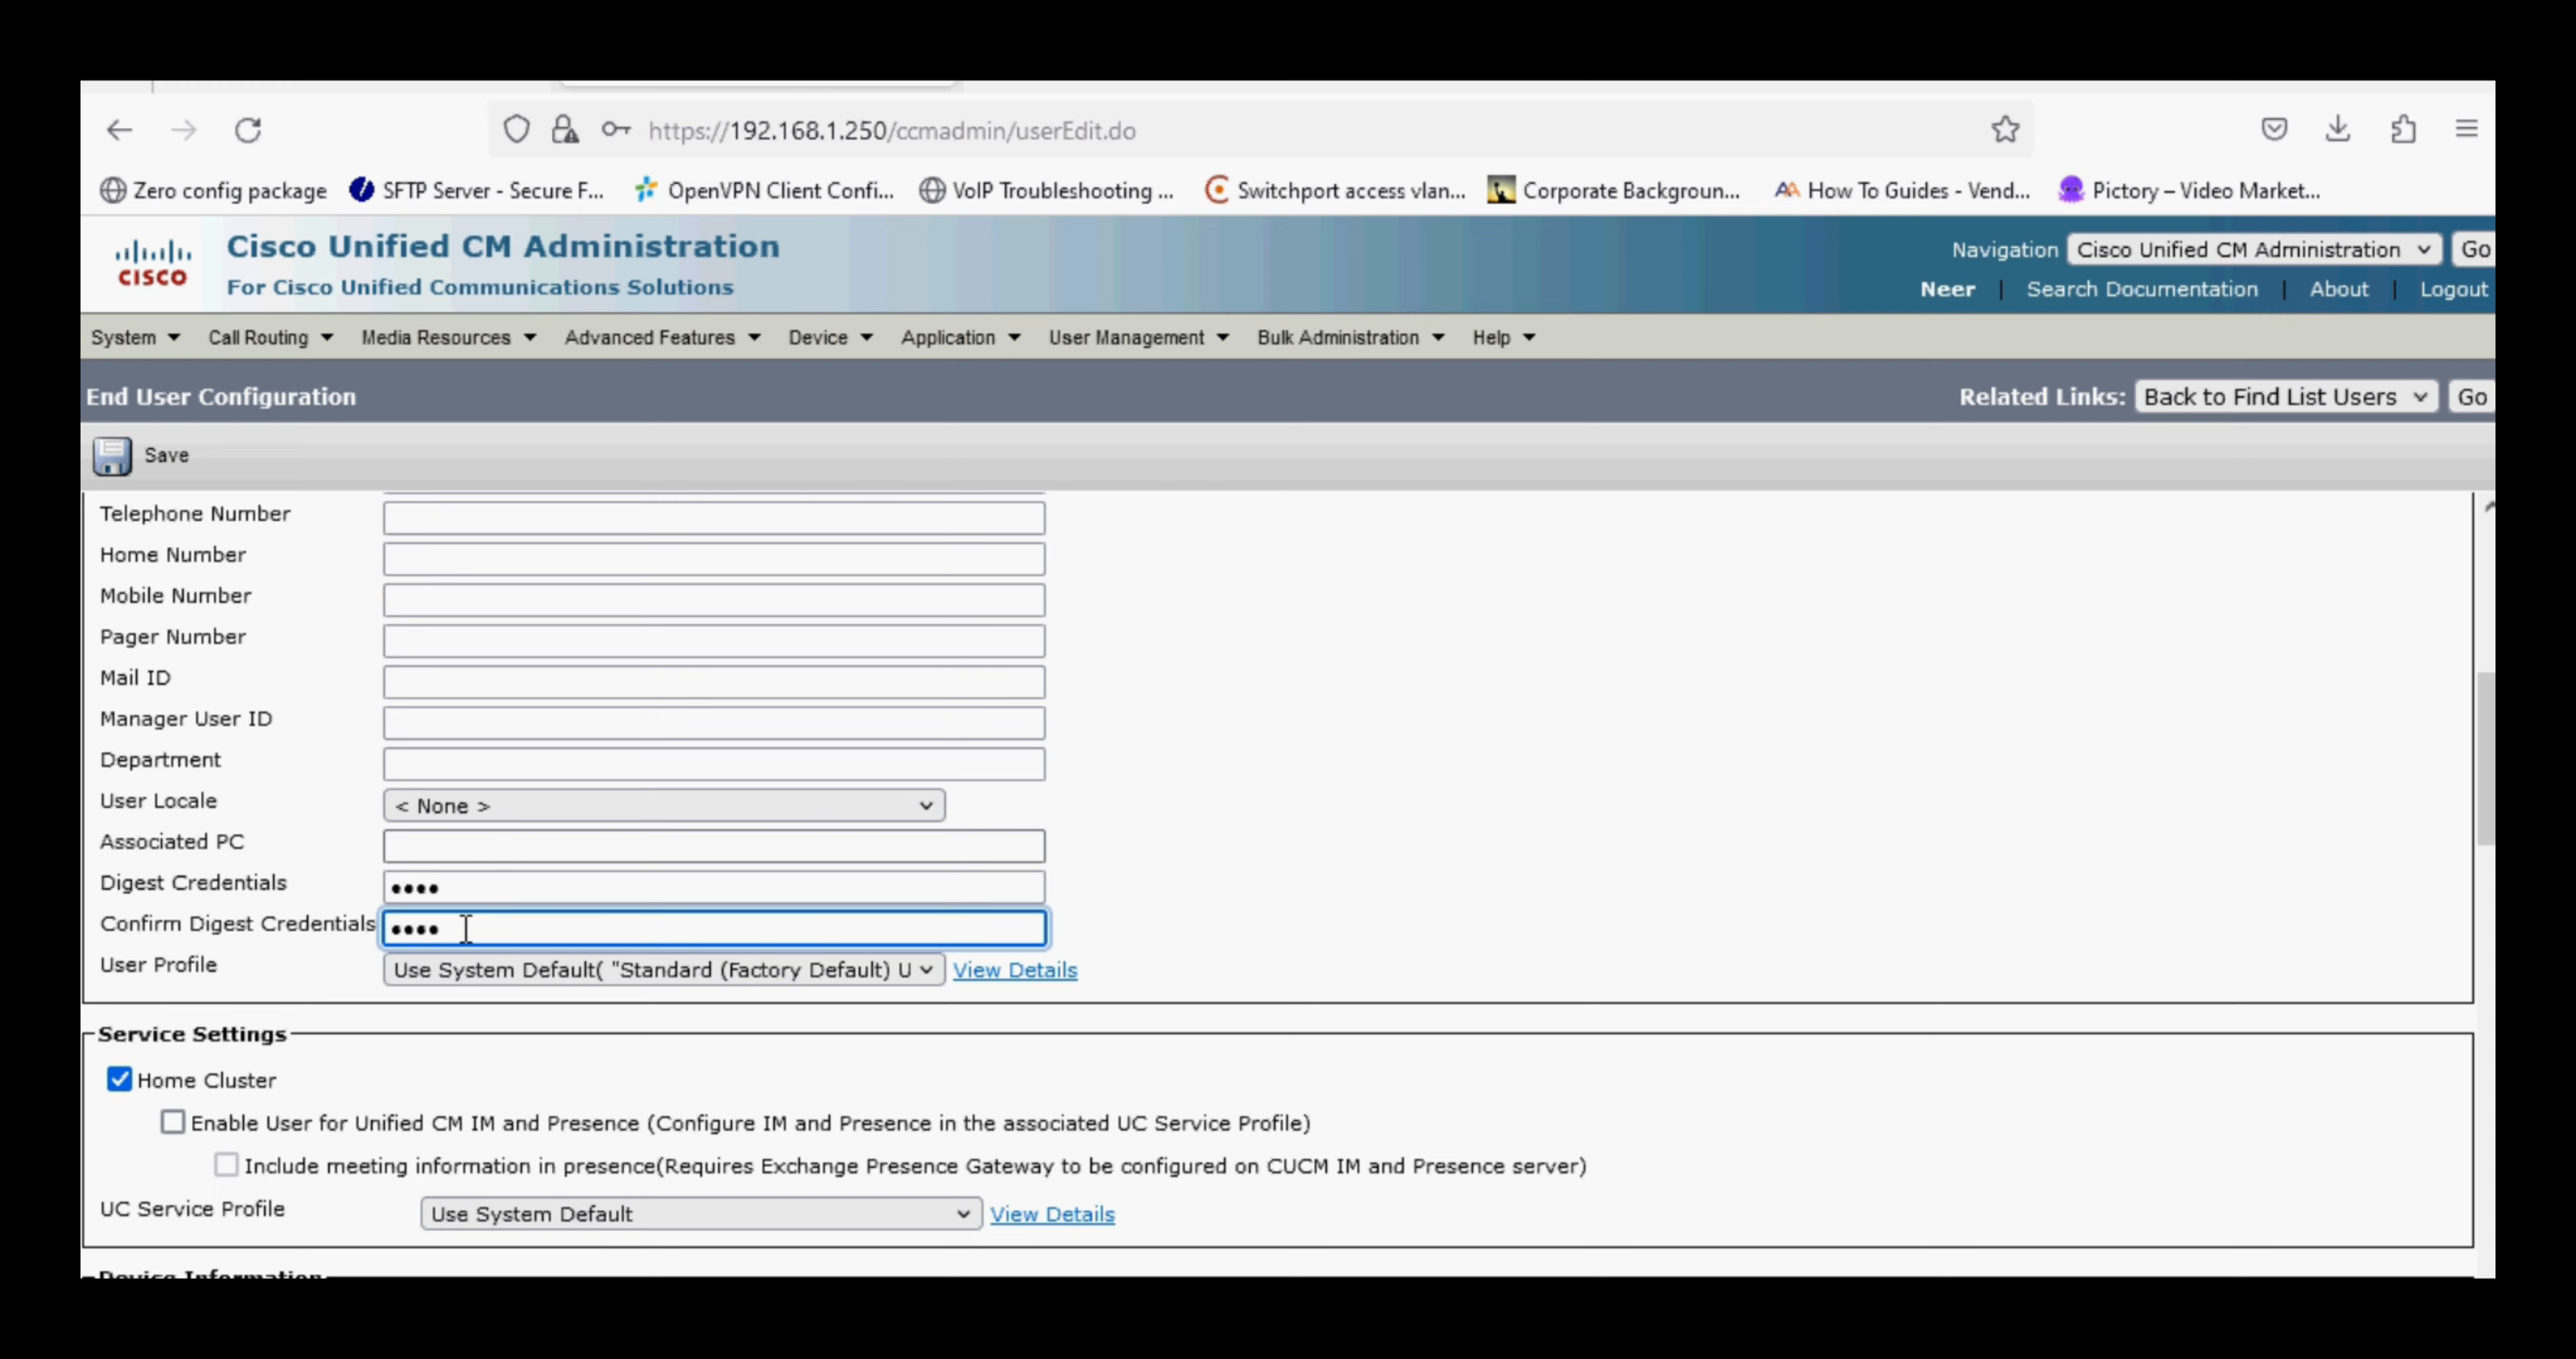 https://192.168.1.250/ccmadmin/userEdit.do
Zero config package SFTP Server - Secure F... OpenVPN Client Confi... VoIP Troubleshooting ... Switchport access vlan... Corporate Backgroun... How To Guides - Vend... Pictory – Video Market...
Cisco Unified CM Administration
CISCO
For Cisco Unified Communications Solutions
Navigation Cisco Unified CM Administration Go
Neer | Search Documentation | About | Logout
System Call Routing Media Resources Advanced Features Device Application User Management Bulk Administration Help
End User Configuration
Related Links: Back to Find List Users Go
Save
Telephone Number
Home Number
Mobile Number
Pager Number
Mail ID
Manager User ID
Department
User Locale < None >
Associated PC
Digest Credentials ••••
Confirm Digest Credentials ••••
User Profile Use System Default( "Standard (Factory Default) U View Details
Service Settings
Home Cluster
Enable User for Unified CM IM and Presence (Configure IM and Presence in the associated UC Service Profile)
Include meeting information in presence(Requires Exchange Presence Gateway to be configured on CUCM IM and Presence server)
UC Service Profile Use System Default View Details
Device Information